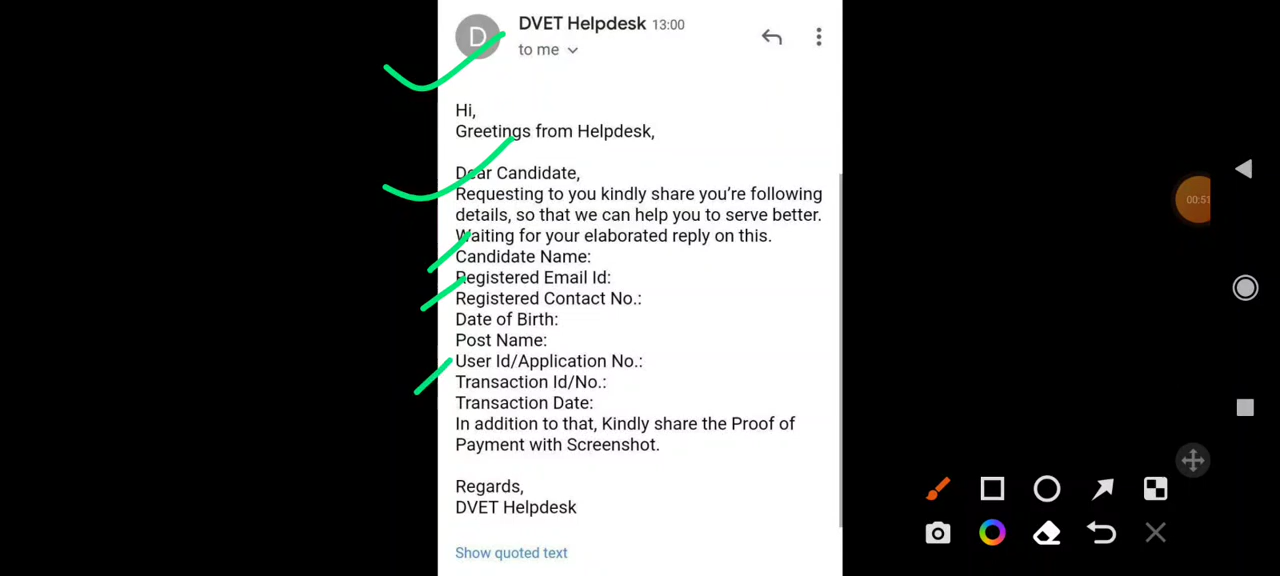 D
DVET Helpdesk 13:00
to me
Hi,
Greetings from Helpdesk,
Dear Candidate,
Requesting to you kindly share you're following
details, so that we can help you to serve better.
Waiting for your elaborated reply on this.
Candidate Name:
Registered Email Id:
Registered Contact No.:
Date of Birth:
Post Name:
User Id/Application No.:
Transaction Id/No.:
Transaction Date:
In addition to that, Kindly share the Proof of
Payment with Screenshot.
Regards,
DVET Helpdesk
Show quoted text
00:51